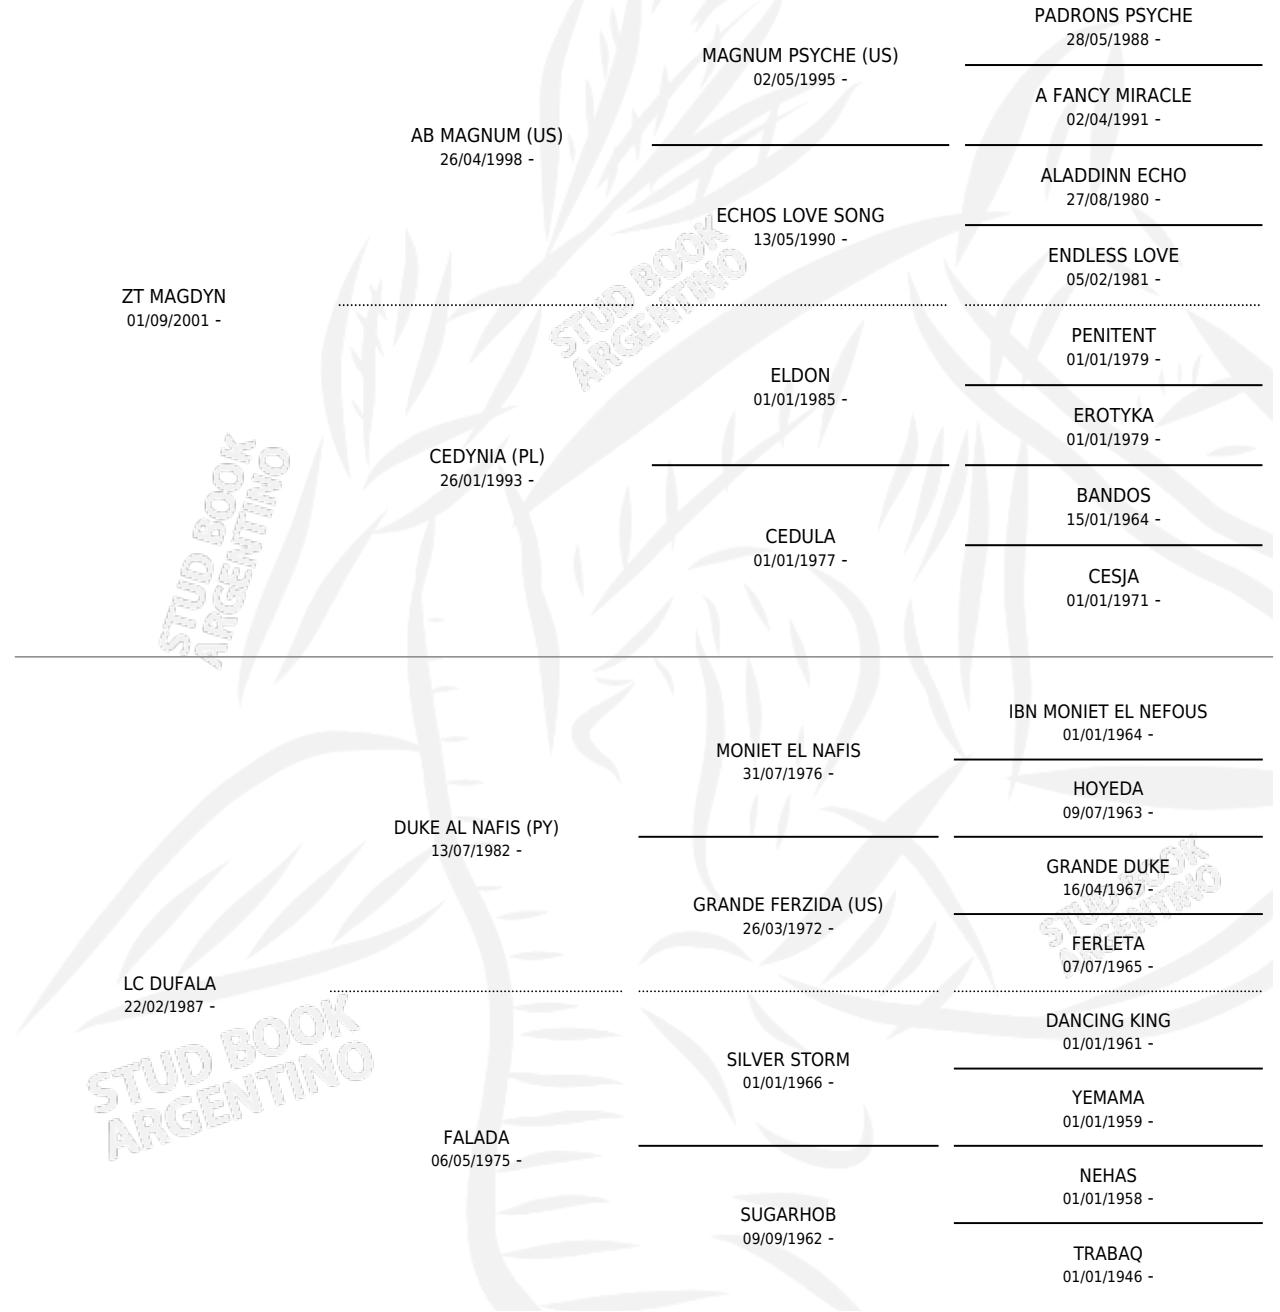 PADRONS PSYCHE
28/05/1988 -
MAGNUM PSYCHE (US)
02/05/1995 -
A FANCY MIRACLE
02/04/1991 -
AB MAGNUM (US)
26/04/1998 -
ALADDINN ECHO
27/08/1980 -
ECHOS LOVE SONG
13/05/1990 -
ENDLESS LOVE
05/02/1981 -
ZT MAGDYN
01/09/2001 -
PENITENT
01/01/1979 -
ELDON
01/01/1985 -
EROTYKA
01/01/1979 -
CEDYNIA (PL)
26/01/1993 -
BANDOS
15/01/1964 -
CEDULA
01/01/1977 -
CESJA
01/01/1971 -
IBN MONIET EL NEFOUS
01/01/1964 -
MONIET EL NAFIS
31/07/1976 -
HOYEDA
09/07/1963 -
DUKE AL NAFIS (PY)
13/07/1982 -
GRANDE DUKE
16/04/1967 -
GRANDE FERZIDA (US)
26/03/1972 -
FERLETA
07/07/1965 -
LC DUFALA
22/02/1987 -
DANCING KING
01/01/1961 -
SILVER STORM
01/01/1966 -
YEMAMA
01/01/1959 -
FALADA
06/05/1975 -
NEHAS
01/01/1958 -
SUGARHOB
09/09/1962 -
TRABAQ
01/01/1946 -
STUD BOOK
ARGENTINO
STUD BOOK
ARGENTINO
STUD BOOK
ARGENTINO
STUD BOOK
ARGENTINO